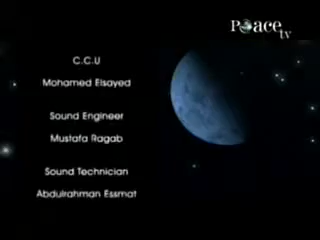 Peace
tv
C.C.U
Mohamed Elsayed
Sound Engineer
Mustafa Ragab
Sound Technician
Abdulrahman Essmat